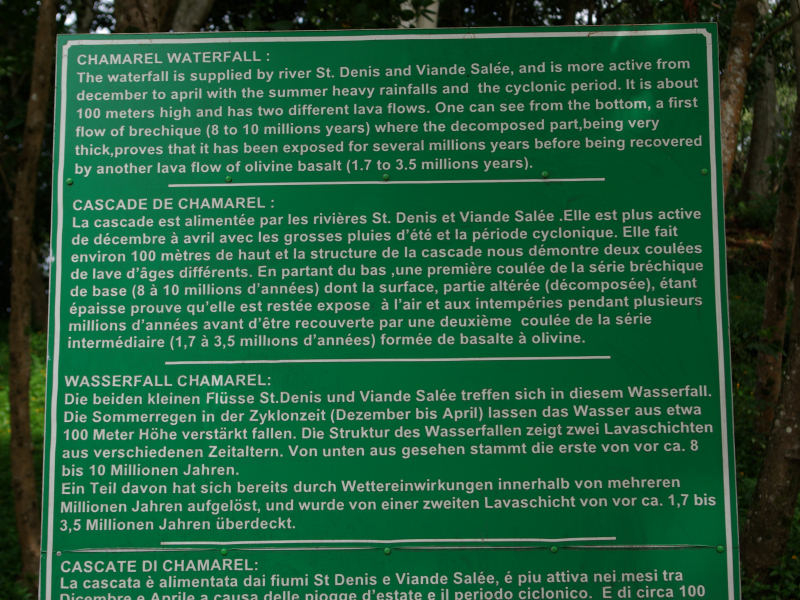 CHAMAREL WATERFALL :
The waterfall is supplied by river St. Denis and Viande Salée, and is more active from
december to april with the summer heavy rainfalls and the cyclonic period. It is about
100 meters high and has two different lava flows. One can see from the bottom, a first
flow of brechique (8 to 10 millions years) where the decomposed part,being very
thick,proves that it has been exposed for several millions years before being recovered
by another lava flow of olivine basalt (1.7 to 3.5 millions years).
CASCADE DE CHAMAREL :
La cascade est alimentée par les rivières St. Denis et Viande Salée .Elle est plus active
de décembre à avril avec les grosses pluies d'été et la période cyclonique. Elle fait
environ 100 mètres de haut et la structure de la cascade nous démontre deux coulées
de lave d'âges différents. En partant du bas ,une première coulée de la série bréchique
de base (8 à 10 millions d'années) dont la surface, partie altérée (décomposée), étant
épaisse prouve qu'elle est restée expose à l'air et aux intempéries pendant plusieurs
millions d'années avant d'être recouverte par une deuxième coulée de la série
intermédiaire (1,7 à 3,5 millions d'années) formée de basalte à olivine.
WASSERFALL CHAMAREL:
Die beiden kleinen Flüsse St.Denis und Viande Salée treffen sich in diesem Wasserfall.
Die Sommerregen in der Zyklonzeit (Dezember bis April) lassen das Wasser aus etwa
100 Meter Höhe verstärkt fallen. Die Struktur des Wasserfallen zeigt zwei Lavaschichten
aus verschiedenen Zeitaltern. Von unten aus gesehen stammt die erste von vor ca. 8
bis 10 Millionen Jahren.
Ein Teil davon hat sich bereits durch Wettereinwirkungen innerhalb von mehreren
Millionen Jahren aufgelöst, und wurde von einer zweiten Lavaschicht von vor ca. 1,7 bis
3,5 Millionen Jahren überdeckt.
CASCATE DI CHAMAREL:
La cascata è alimentata dai fiumi St Denis e Viande Salée, é piu attiva nei mesi tra
Dicembre e Aprile a causa delle piogge d'estate e il periodo ciclonico. E di circa 100